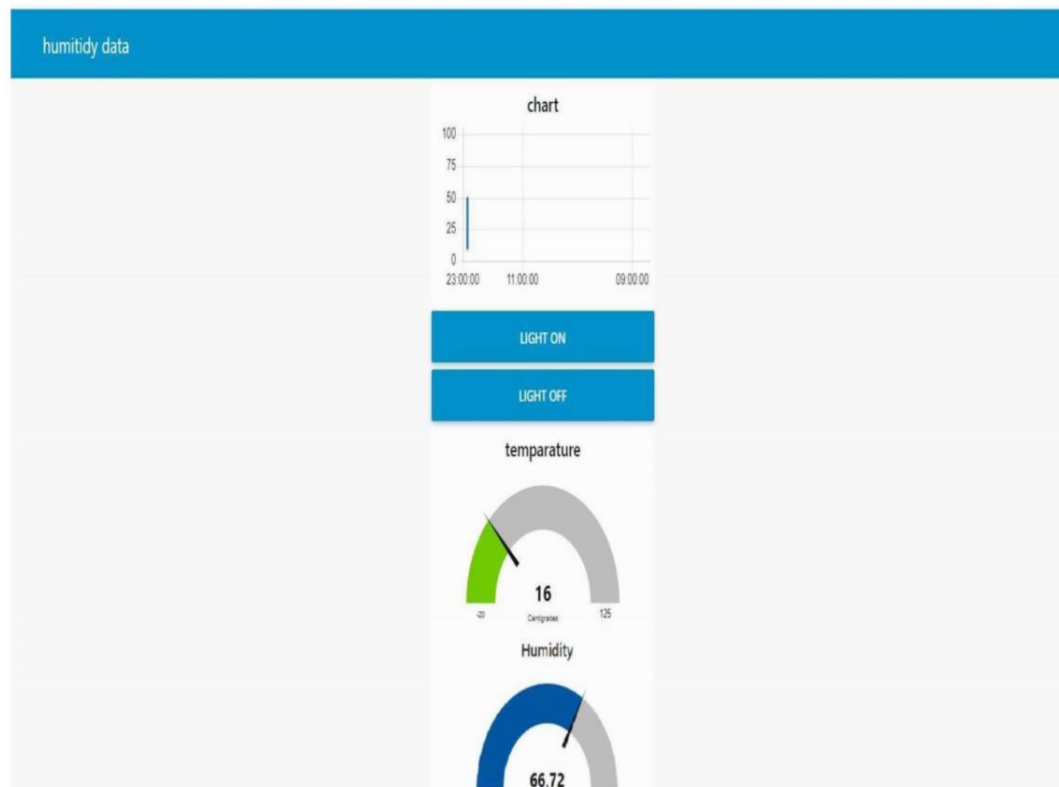 humitidy data
chart
100
75
50
25
0
23:00:00 11:00:00 09:00:00
LIGHT ON
LIGHT OFF
temparature
16
-20 Centigrades 125
Humidity
66.72